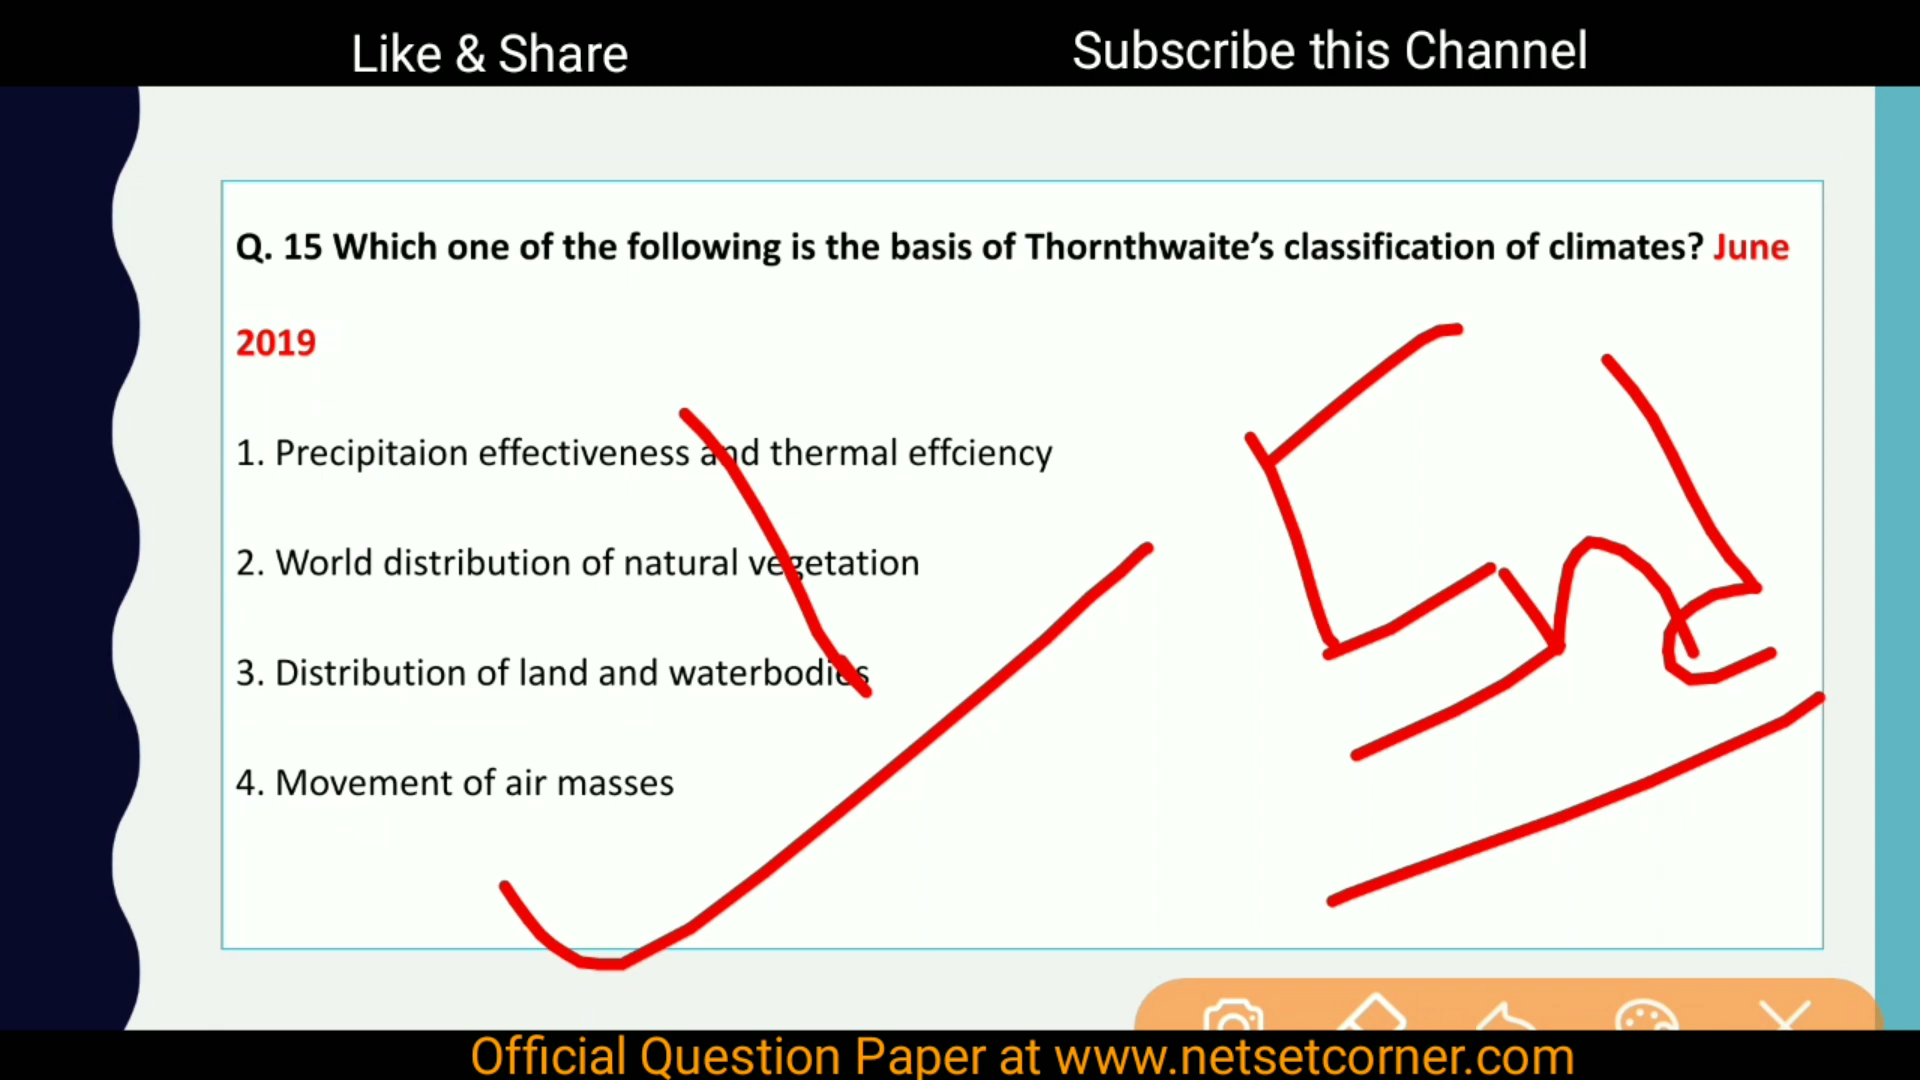 Like & Share
Subscribe this Channel
Q. 15 Which one of the following is the basis of Thornthwaite’s classification of climates? June
2019
1. Precipitaion effectiveness and thermal effciency
2. World distribution of natural vegetation
3. Distribution of land and waterbodies
4. Movement of air masses
Official Question Paper at www.netsetcorner.com